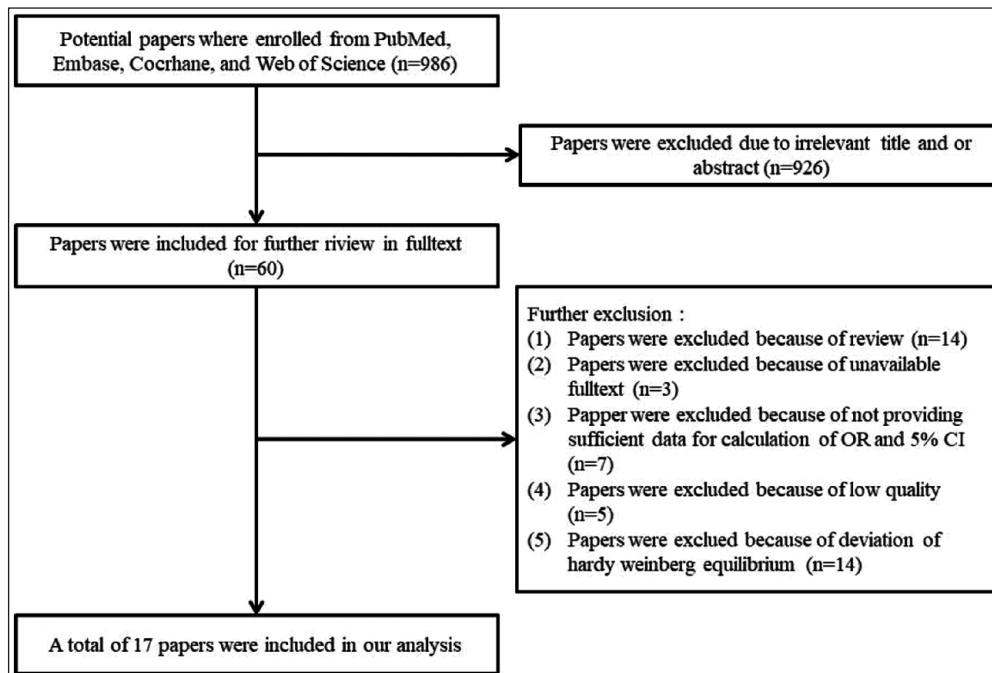 Potential papers where enrolled from PubMed,
Embase, Cocrhane, and Web of Science (n=986)
Papers were excluded due to irrelevant title and or
abstract (n=926)
Papers were included for further riview in fulltext
(n=60)
Further exclusion :
(1) Papers were excluded because of review (n=14)
(2) Papers were excluded because of unavailable
fulltext (n=3)
(3) Papper were excluded because of not providing
sufficient data for calculation of OR and 5% CI
(n=7)
(4) Papers were excluded because of low quality
(n=5)
(5) Papers were exclued because of deviation of
hardy weinberg equilibrium (n=14)
A total of 17 papers were included in our analysis